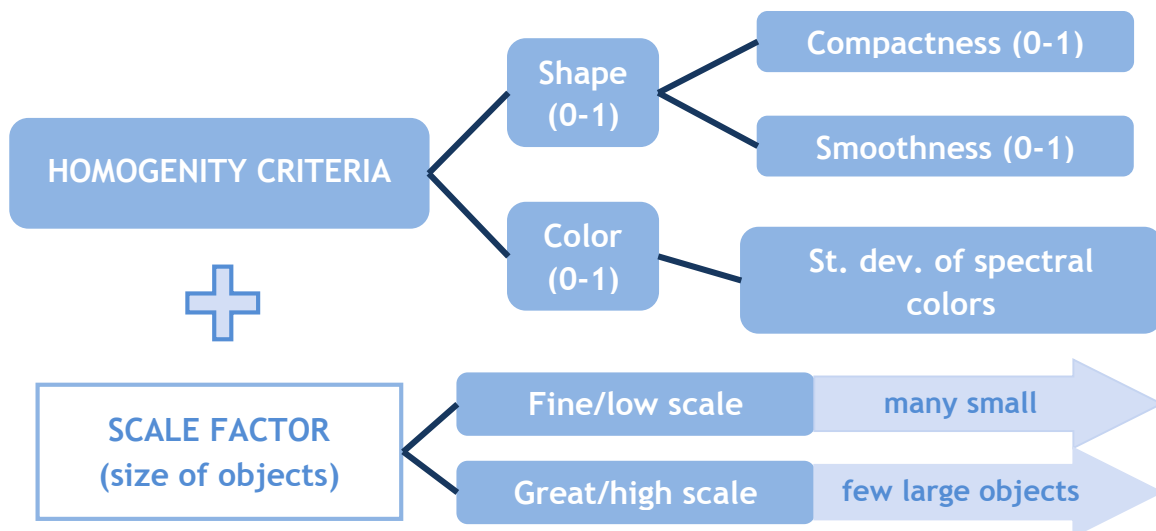 HOMOGENITY CRITERIA
Shape
(0-1)
Compactness (0-1)
Smoothness (0-1)
Color
(0-1)
St. dev. of spectral
colors
SCALE FACTOR
(size of objects)
Fine/low scale
many small
Great/high scale
few large objects